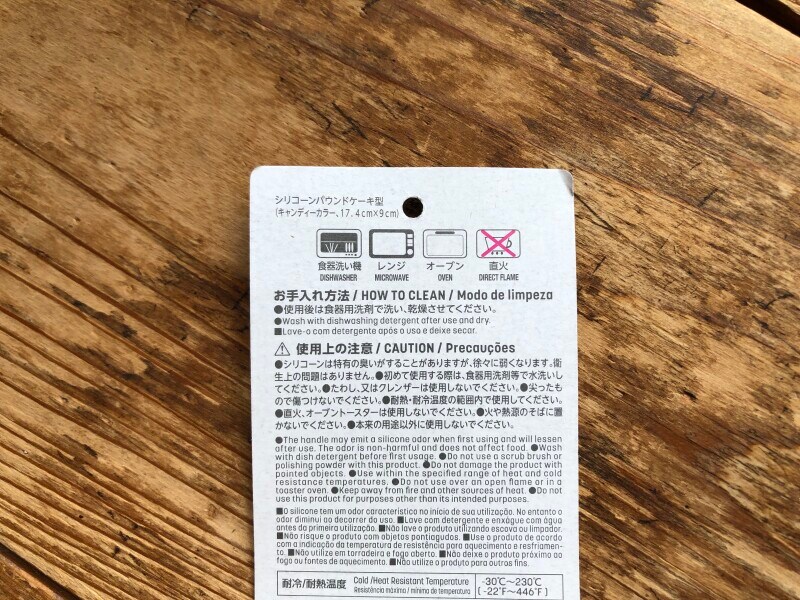 シリコーンパウンドケーキ型
(キャンディーカラー、17.4cm×9cm)
食器洗い機 レンジ オーブン 直火
DISHWASHER MICROWAVE OVEN DIRECT FLAME
お手入れ方法 / HOW TO CLEAN / Modo de limpeza
●使用後は食器用洗剤で洗い、乾燥させてください。
●Wash with dishwashing detergent after use and dry.
■Lave-o com detergente após o uso e deixe secar.
⚠ 使用上の注意 / CAUTION / Precauções
●シリコーンは特有の臭いがすることがありますが、徐々に弱くなります。衛
生上の問題はありません。●初めて使用する際は、食器用洗剤等で水洗いし
てください。●たわし、又はクレンザーは使用しないでください。●尖ったも
ので傷つけないでください。●耐熱・耐冷温度の範囲内で使用してください。
●直火、オーブントースターは使用しないでください。●火や熱源のそばに置
かないでください。●本来の用途以外に使用しないでください。
●The handle may emit a silicone odor when first using and will lessen
after use. The odor is non-harmful and does not affect food. ●Wash
with dish detergent before first usage. ●Do not use a scrub brush or
polishing powder with this product. ●Do not damage the product with
pointed objects. ●Use within the specified range of heat and cold
resistance temperatures. ●Do not use over an open flame or in a
toaster oven. ●Keep away from fire and other sources of heat. ●Do not
use this product for purposes other than its intended purposes.
■O silicone tem um odor característico no início de sua utilização. No entanto o
odor diminui ao decorrer do uso. ■Lave com detergente e enxágue com água
antes da primeira utilização. ■Não lave o produto utilizando escova ou limpador.
■Não risque o produto com objetos pontiagudos. ■Use o produto de acordo
com a indicação da temperatura de resistência para aquecimento e resfriamen-
to. ■Não utilize em torradeira e fogo aberto. ■Não deixe o produto próximo ao
fogo ou fontes de aquecimento. ■Não utilize o produto para outros fins.
耐冷/耐熱温度 Cold /Heat Resistant Temperature -30℃～230℃
Resistência máxima / mínima de temperatura (-22°F～446°F)